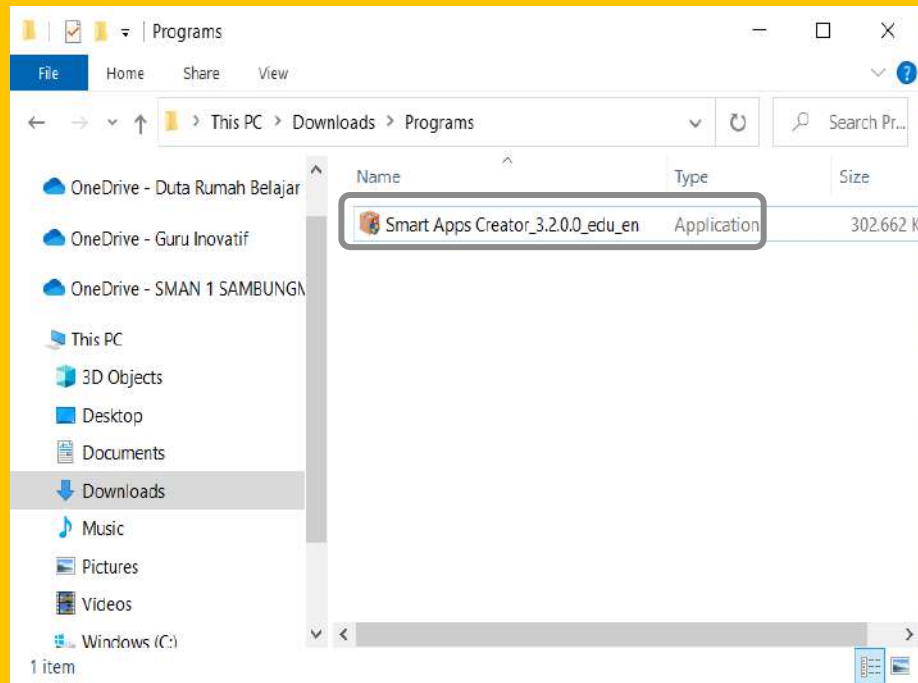 Programs
File Home Share View
This PC > Downloads > Programs Search Pr...
Name Type Size
Smart Apps Creator_3.2.0.0_edu_en Application 302.662 K
OneDrive - Duta Rumah Belajar
OneDrive - Guru Inovatif
OneDrive - SMAN 1 SAMBUNGN
This PC
3D Objects
Desktop
Documents
Downloads
Music
Pictures
Videos
Windows (C:)
1 item